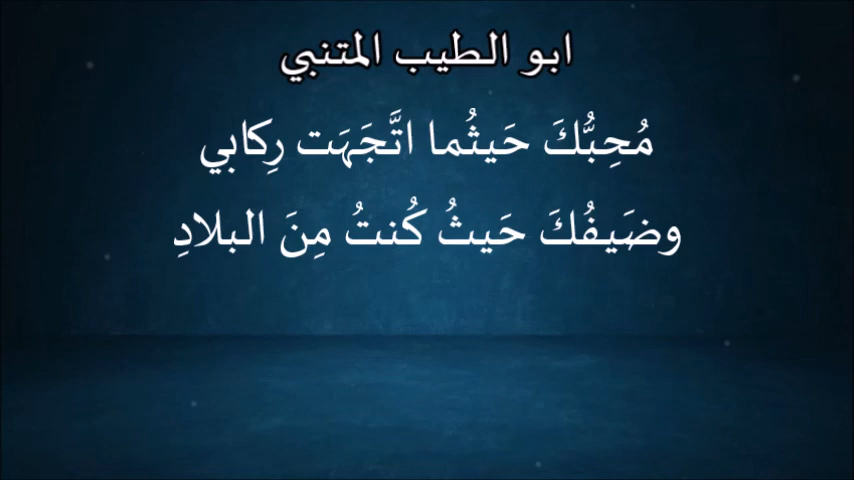 ابو الطيب المتنبي
مُحِبُّكَ حَيثُما اتَّجَهَت رِكابي
وضَيفُكَ حَيثُ كُنتُ مِنَ البلادِ